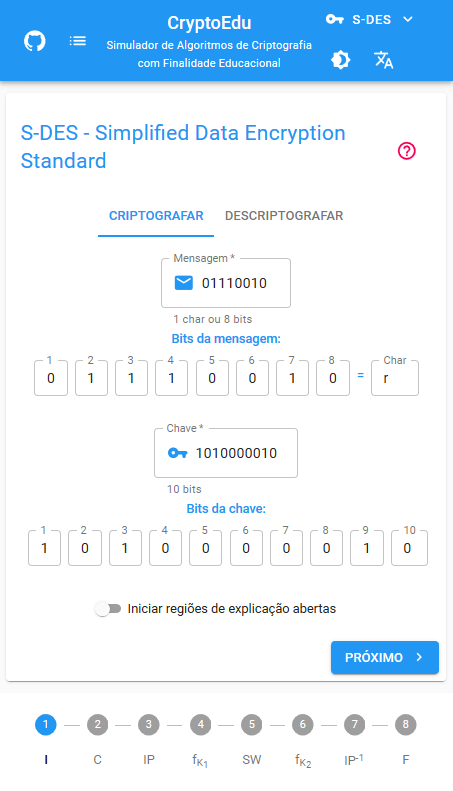 CryptoEdu
S-DES
Simulador de Algoritmos de Criptografia
com Finalidade Educacional
S-DES - Simplified Data Encryption
Standard
CRIPTOGRAFAR DESCRIPTOGRAFAR
Mensagem *
01110010
1 char ou 8 bits
Bits da mensagem:
1 2 3 4 5 6 7 8 Char
0 1 1 1 0 0 1 0 = r
Chave *
1010000010
10 bits
Bits da chave:
1 2 3 4 5 6 7 8 9 10
1 0 1 0 0 0 0 0 1 0
Iniciar regiões de explicação abertas
PRÓXIMO
1 2 3 4 5 6 7 8
I C IP fK1 SW fK2 IP-1 F